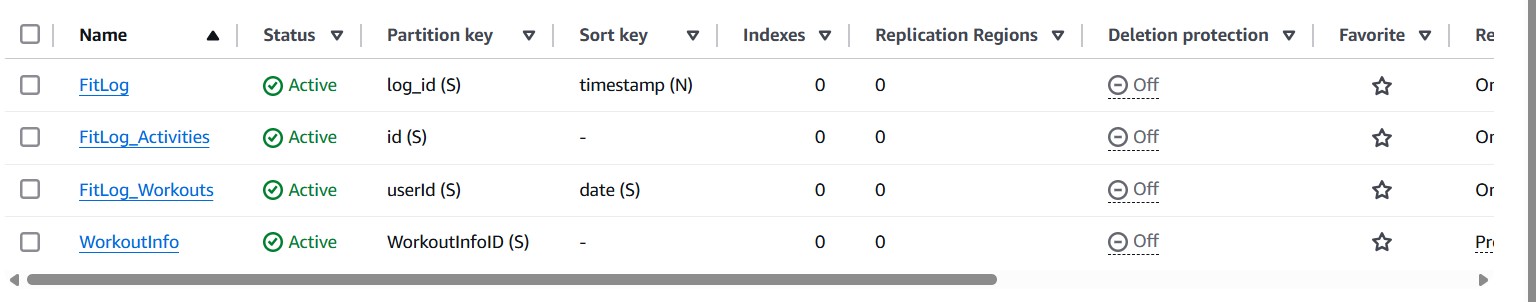 Name Status Partition key Sort key Indexes Replication Regions Deletion protection Favorite Re
FitLog Active log_id (S) timestamp (N) 0 0 Off Or
FitLog_Activities Active id (S) - 0 0 Off Or
FitLog_Workouts Active userId (S) date (S) 0 0 Off Or
WorkoutInfo Active WorkoutInfoID (S) - 0 0 Off Pr